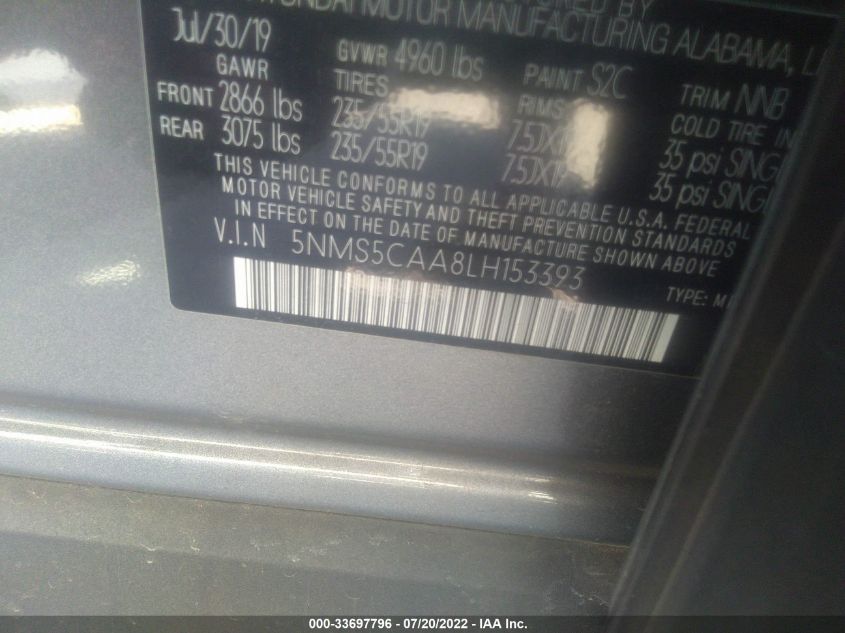 HYUNDAI MOTOR MANUFACTURING ALABAMA,
Jul/30/19 GVWR 4960 lbs PAINT S2C TRIM NNB
GAWR TIRES RIMS COLD TIRE
FRONT 2866 lbs 235/55R19 35 psi
REAR 3075 lbs 235/55R19 35 psi
THIS VEHICLE CONFORMS TO ALL APPLICABLE U.S.A. FEDERAL
MOTOR VEHICLE SAFETY AND THEFT PREVENTION STANDARDS
IN EFFECT ON THE DATE OF MANUFACTURE SHOWN ABOVE
V.I.N 5NMS5CAA8LH153393
TYPE:
000-33697796 - 07/20/2022 - IAA Inc.